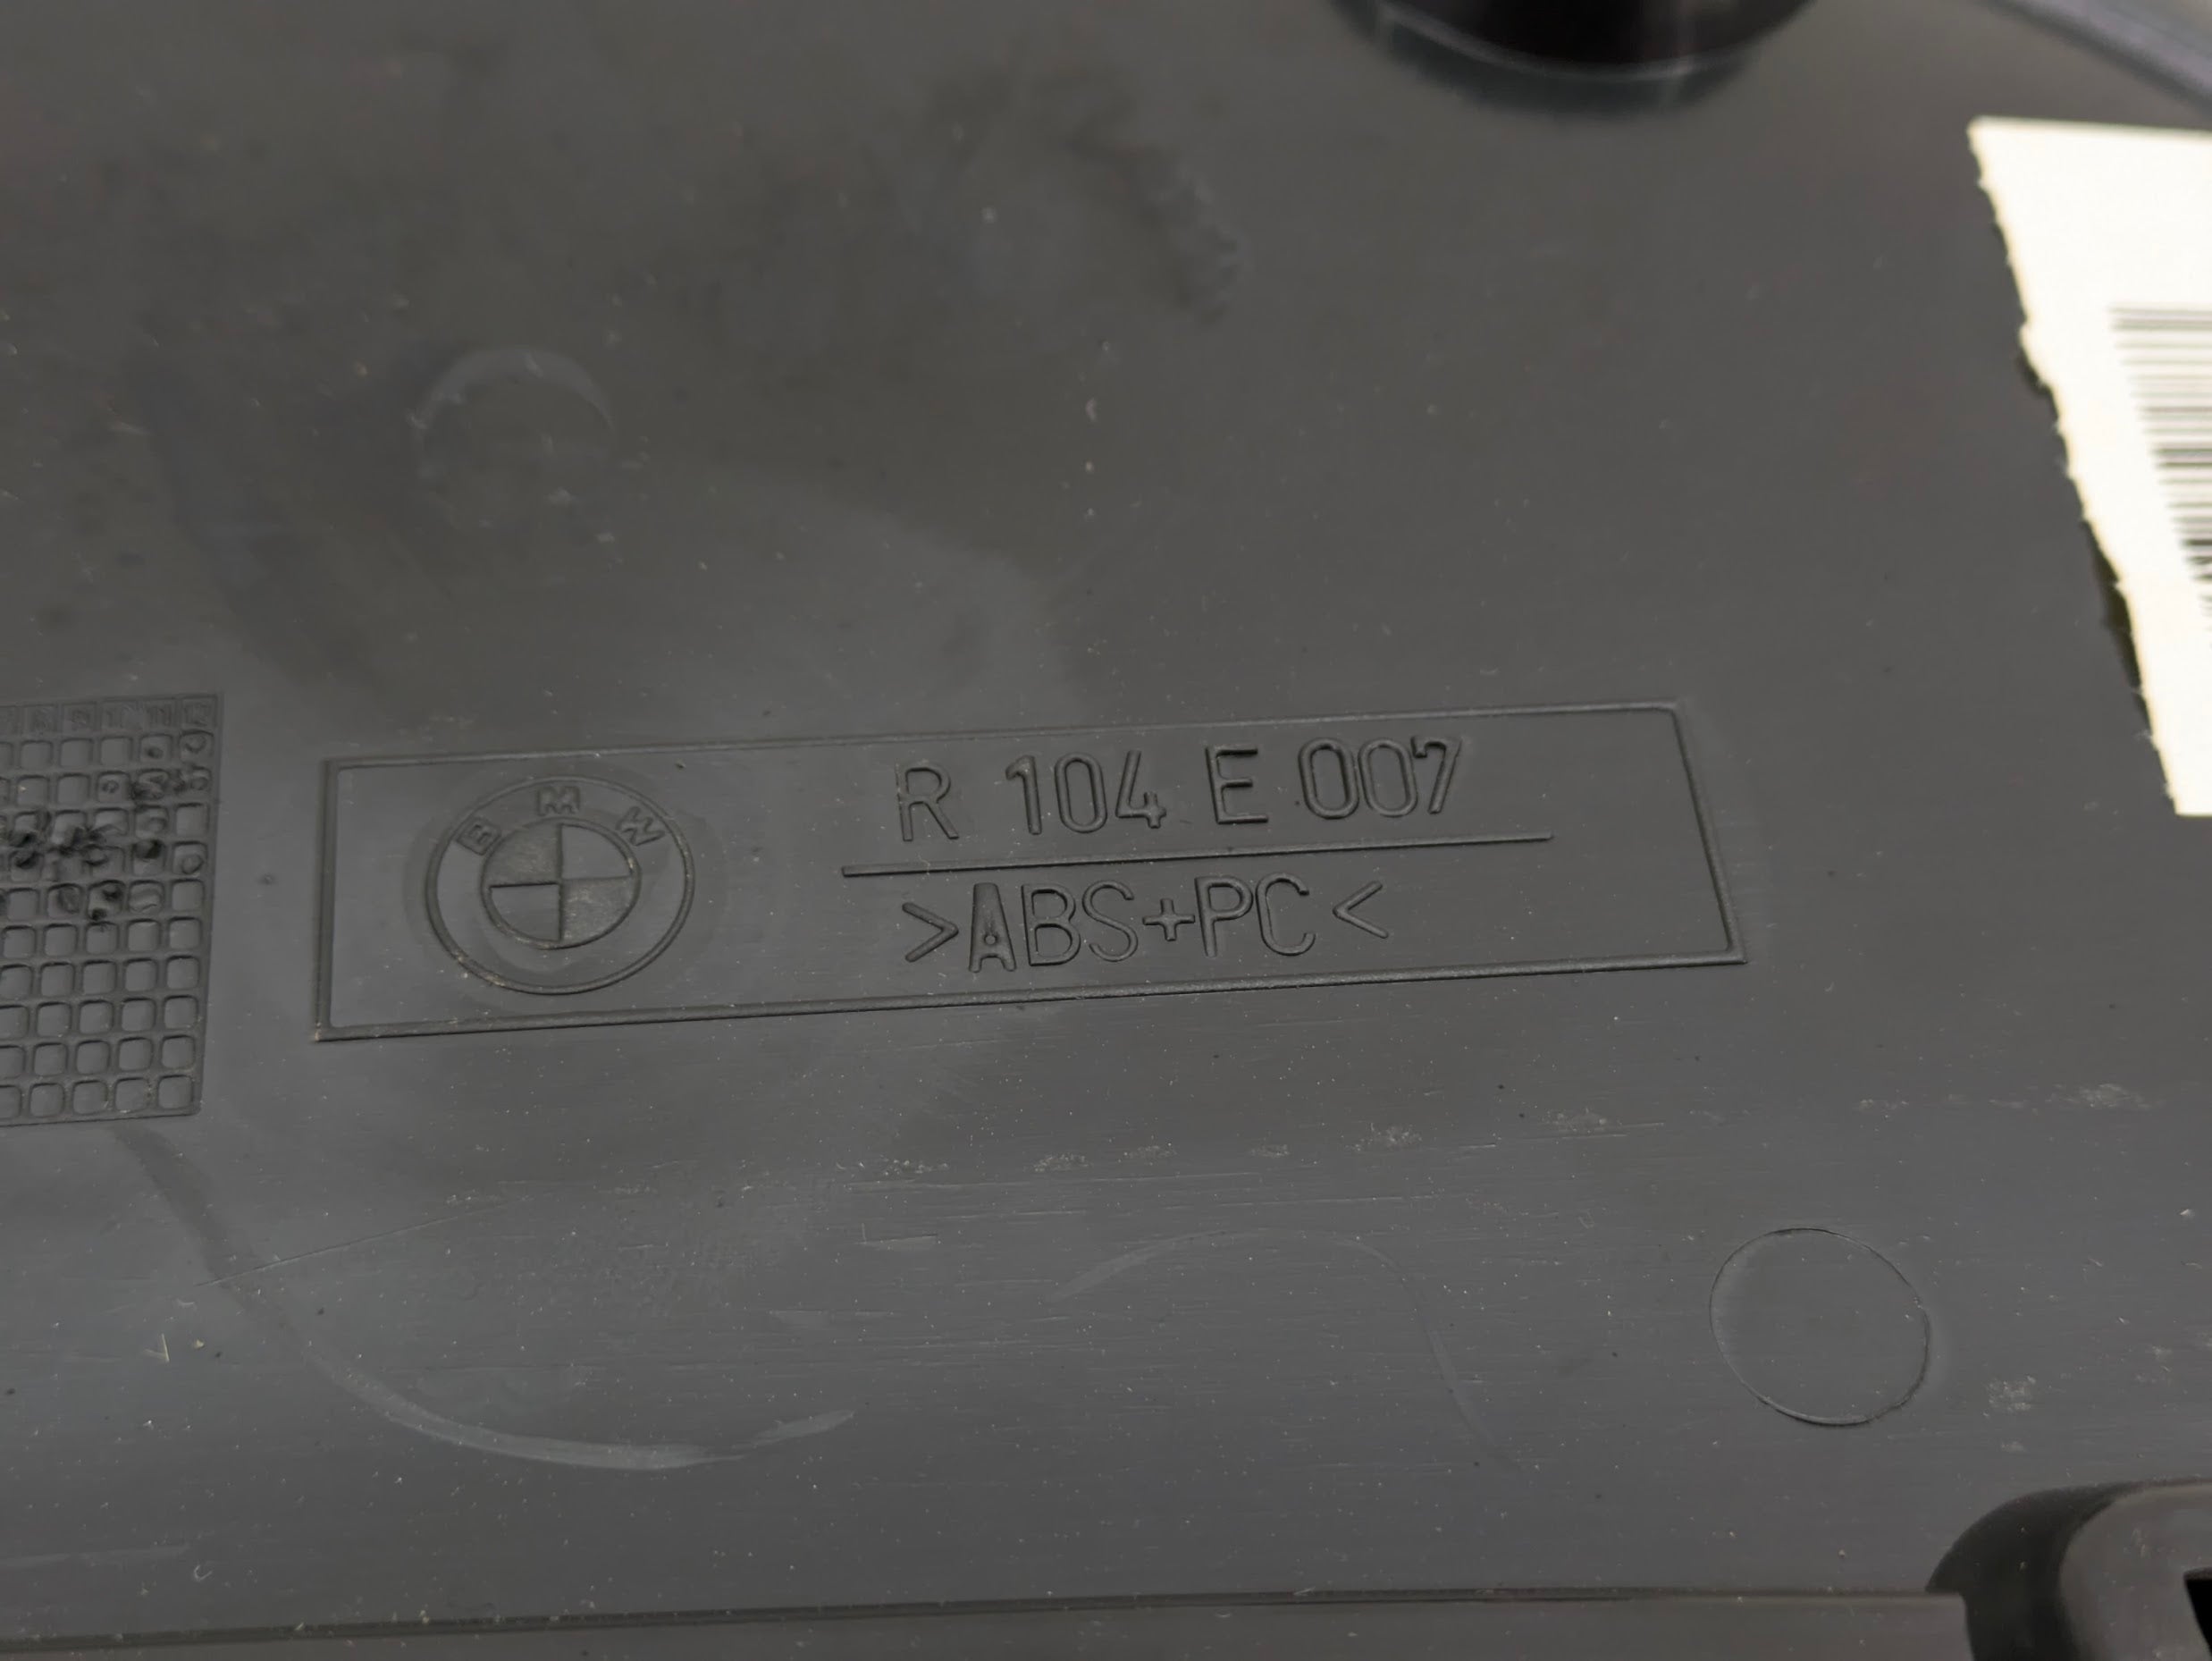 BMW
R 104 E 007
>ABS+PC<